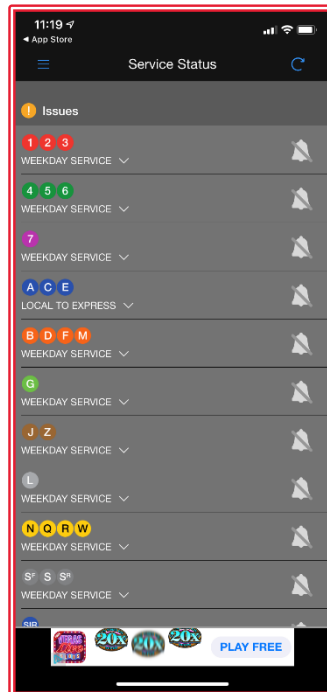 11:19
◄ App Store
Service Status
! Issues
1 2 3
WEEKDAY SERVICE
4 5 6
WEEKDAY SERVICE
7
WEEKDAY SERVICE
A C E
LOCAL TO EXPRESS
B D F M
WEEKDAY SERVICE
G
WEEKDAY SERVICE
J Z
WEEKDAY SERVICE
L
WEEKDAY SERVICE
N Q R W
WEEKDAY SERVICE
SF S SR
WEEKDAY SERVICE
SIR
20x 20x 20x
PLAY FREE